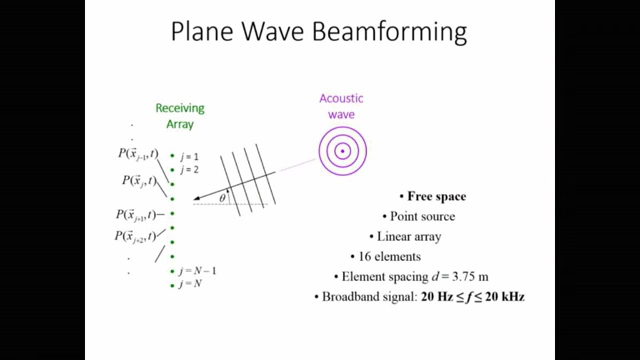 Plane Wave Beamforming
Receiving
Array
Acoustic
wave
P(x⃗ⱼ₋₁,t)
j = 1
j = 2
P(x⃗ⱼ,t)
θ
P(x⃗ⱼ₊₁,t)
P(x⃗ⱼ₊₂,t)
j = N – 1
j = N
• Free space
• Point source
• Linear array
• 16 elements
• Element spacing d = 3.75 m
• Broadband signal: 20 Hz ≤ f ≤ 20 kHz